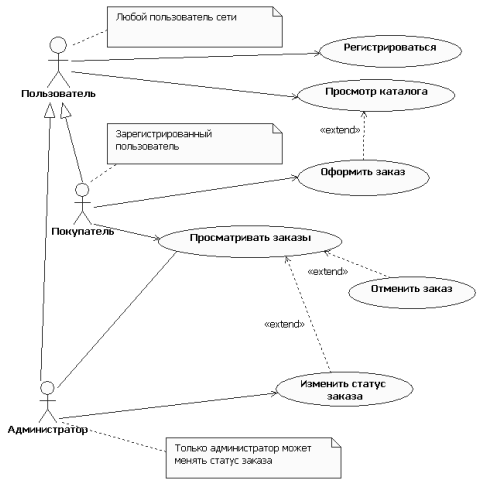 Любой пользователь сети
Регистрироваться
Пользователь
Просмотр каталога
Зарегистрированный
пользователь
«extend»
Оформить заказ
Покупатель
Просматривать заказы
«extend»
Отменить заказ
«extend»
Изменить статус
заказа
Администратор
Только администратор может
менять статус заказа